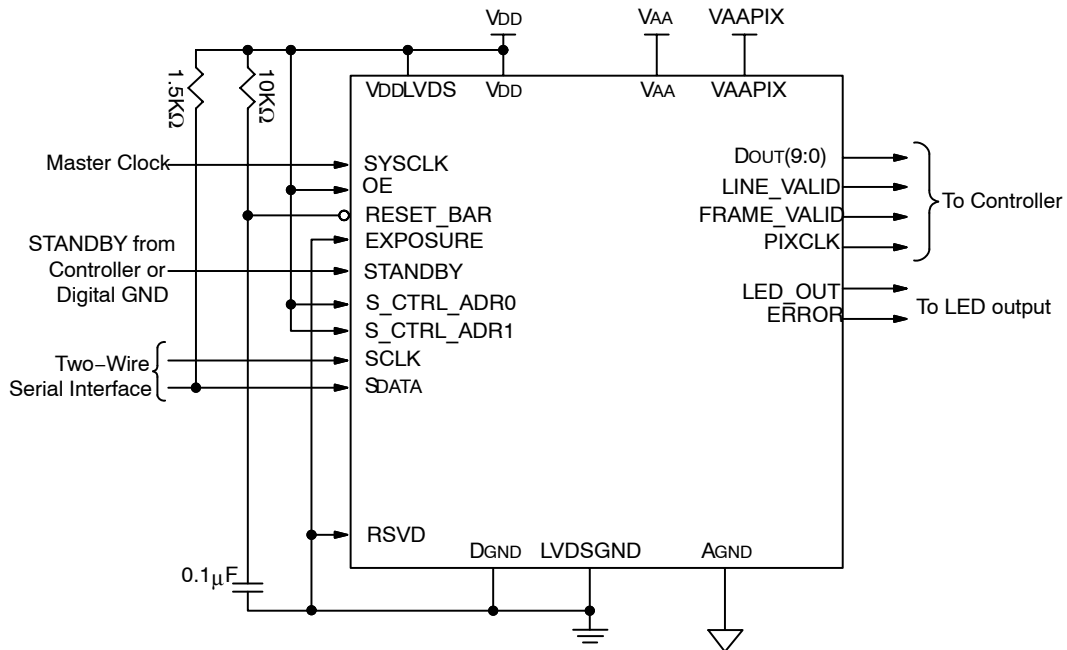 VDD
VAA
VAAPIX
1.5KΩ
10KΩ
VDDLVDS
VDD
VAA
VAAPIX
Master Clock
SYSCLK
OE
RESET_BAR
EXPOSURE
STANDBY from
Controller or
Digital GND
STANDBY
S_CTRL_ADR0
S_CTRL_ADR1
Two−Wire
Serial Interface
SCLK
SDATA
DOUT(9:0)
LINE_VALID
FRAME_VALID
PIXCLK
To Controller
LED_OUT
ERROR
To LED output
RSVD
DGND
LVDSGND
AGND
0.1μF